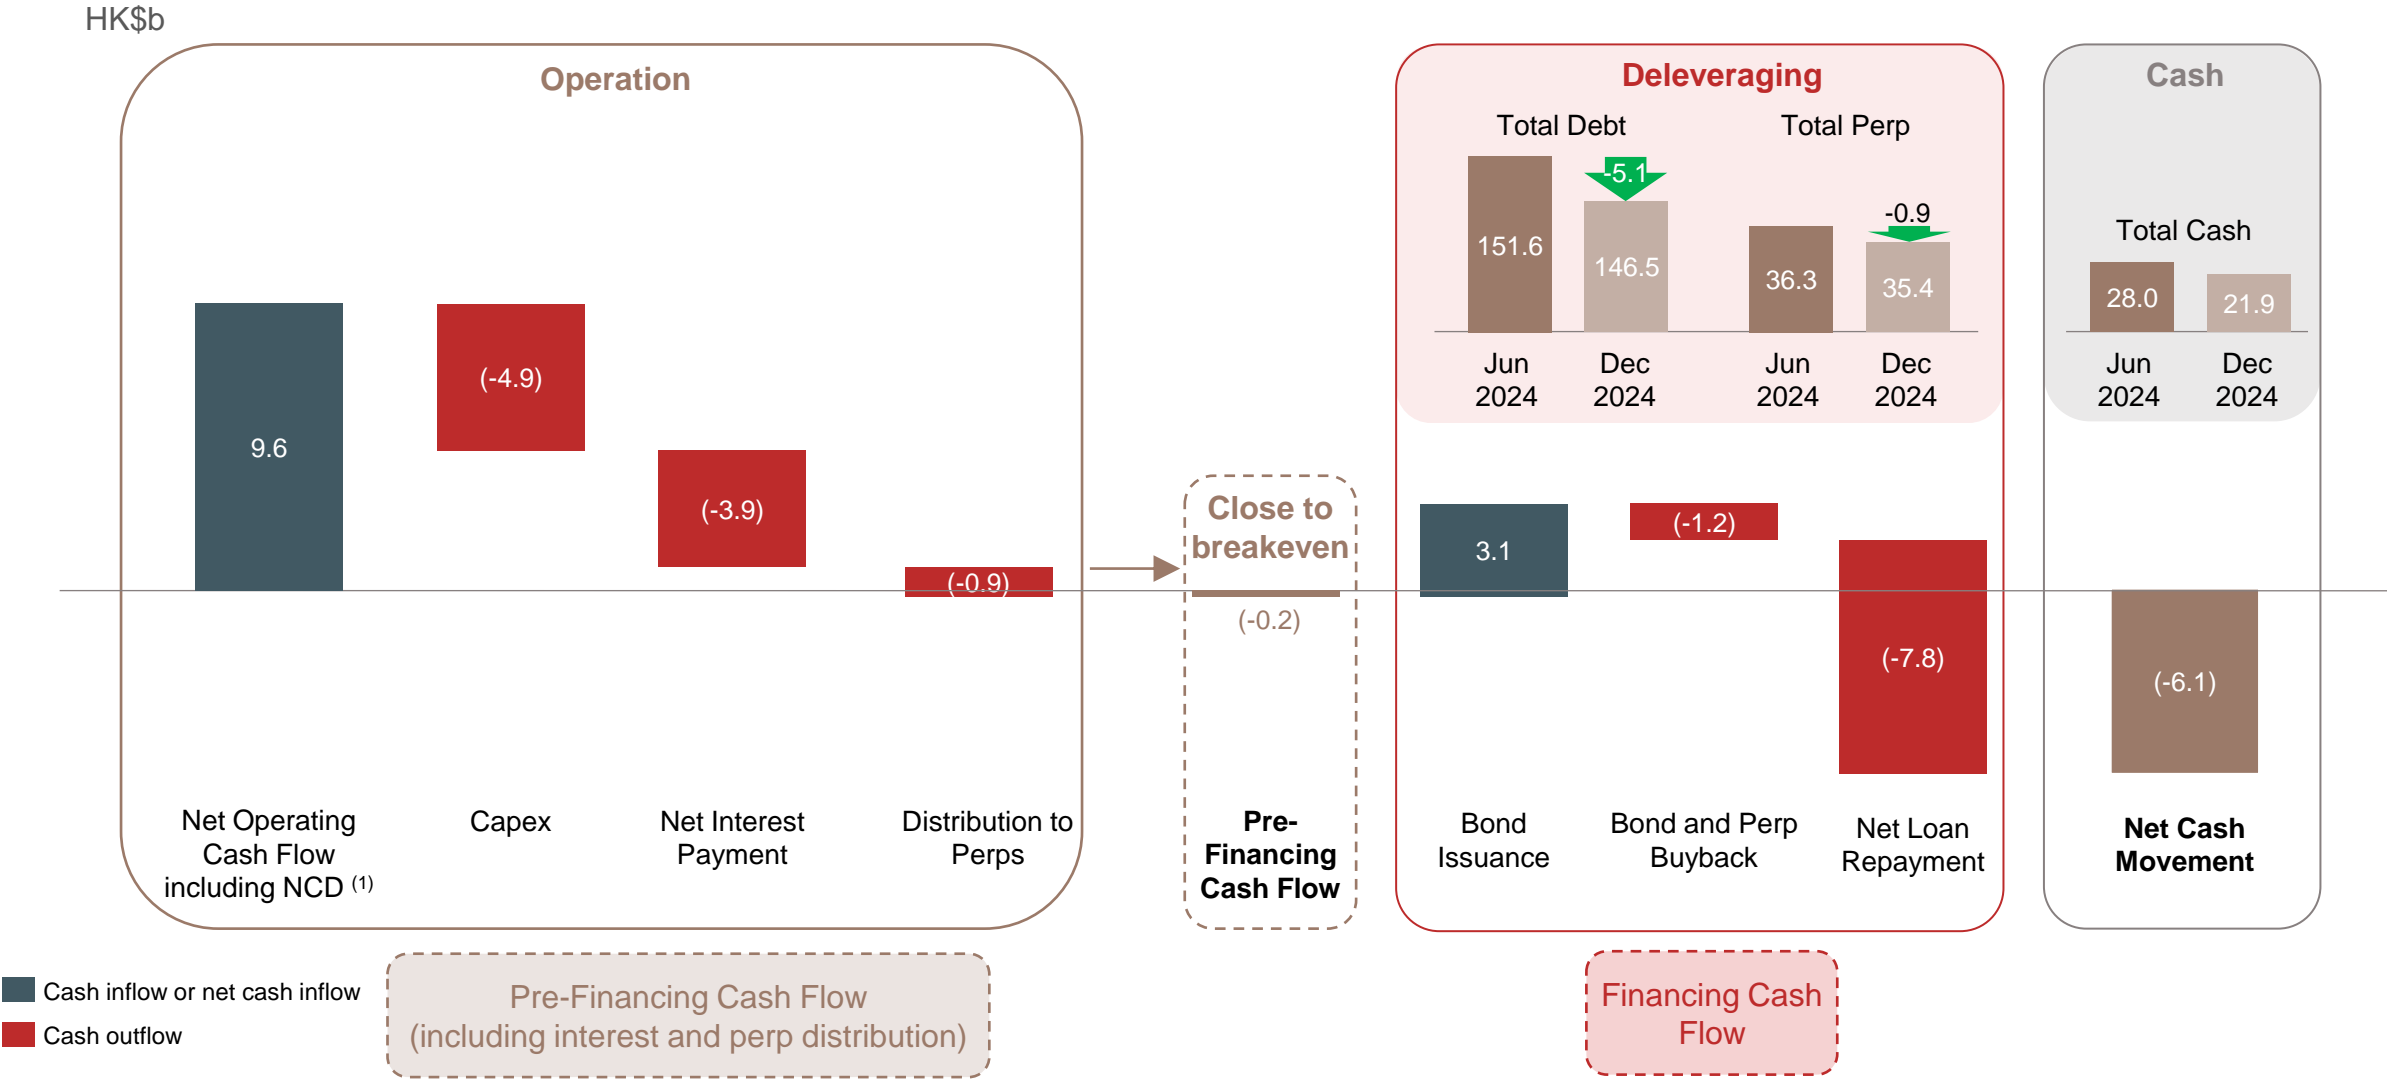 HK$b
Operation
9.6
(-4.9)
(-3.9)
(-0.9)
Net Operating
Cash Flow
including NCD (1)
Capex
Net Interest
Payment
Distribution to
Perps
Close to
breakeven
(-0.2)
Pre-
Financing
Cash Flow
Deleveraging
Total Debt
Total Perp
-5.1
-0.9
151.6
146.5
36.3
35.4
Jun
2024
Dec
2024
Jun
2024
Dec
2024
3.1
(-1.2)
(-7.8)
Bond
Issuance
Bond and Perp
Buyback
Net Loan
Repayment
Cash
Total Cash
28.0
21.9
Jun
2024
Dec
2024
(-6.1)
Net Cash
Movement
Cash inflow or net cash inflow
Cash outflow
Pre-Financing Cash Flow
(including interest and perp distribution)
Financing Cash
Flow